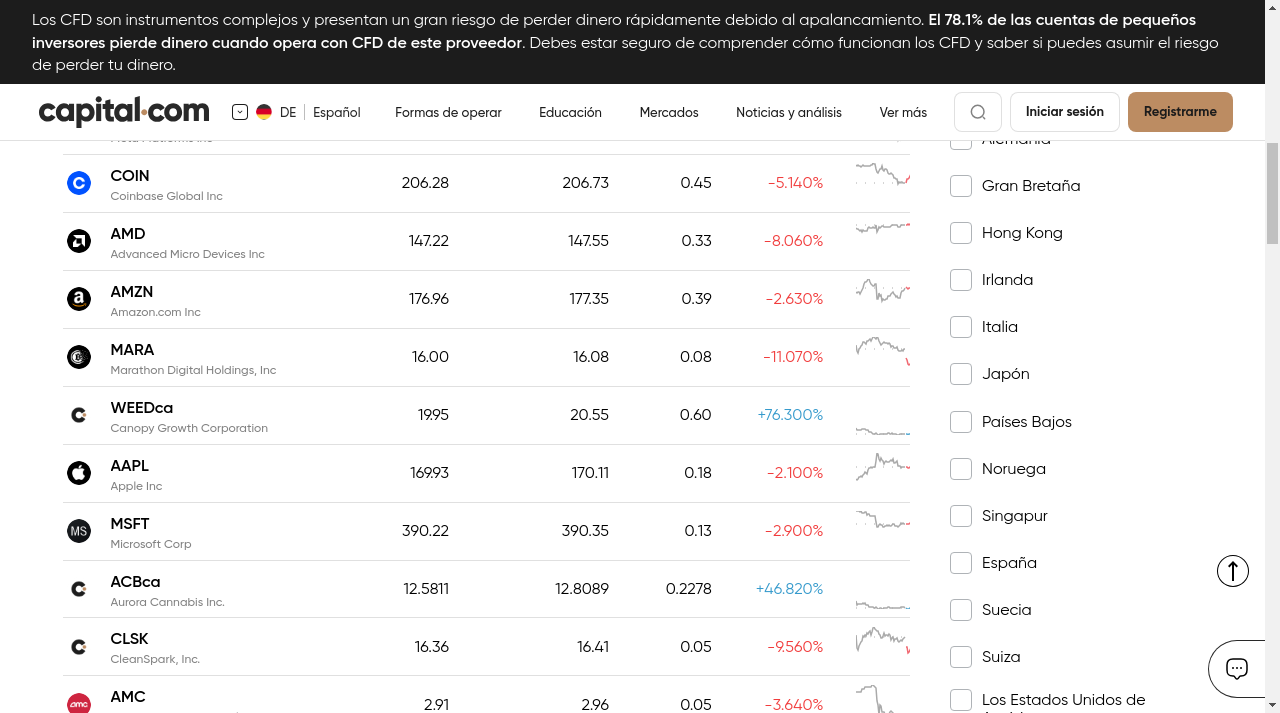 Los CFD son instrumentos complejos y presentan un gran riesgo de perder dinero rápidamente debido al apalancamiento. El 78.1% de las cuentas de pequeños
inversores pierde dinero cuando opera con CFD de este proveedor. Debes estar seguro de comprender cómo funcionan los CFD y saber si puedes asumir el riesgo
de perder tu dinero.
capital.com DE Español Formas de operar Educación Mercados Noticias y análisis Ver más Iniciar sesión Registrarme
Alemania
COIN 206.28 206.73 0.45 -5.140%
Coinbase Global Inc
Gran Bretaña
AMD 147.22 147.55 0.33 -8.060%
Advanced Micro Devices Inc
Hong Kong
AMZN 176.96 177.35 0.39 -2.630%
Amazon.com Inc
Irlanda
Italia
MARA 16.00 16.08 0.08 -11.070%
Marathon Digital Holdings, Inc
Japón
WEEDca 19.95 20.55 0.60 +76.300%
Canopy Growth Corporation
Países Bajos
AAPL 169.93 170.11 0.18 -2.100%
Apple Inc
Noruega
MS MSFT 390.22 390.35 0.13 -2.900%
Microsoft Corp
Singapur
España
ACBca 12.5811 12.8089 0.2278 +46.820%
Aurora Cannabis Inc.
Suecia
CLSK 16.36 16.41 0.05 -9.560%
CleanSpark, Inc.
Suiza
amc AMC 2.91 2.96 0.05 -3.640%
Los Estados Unidos de